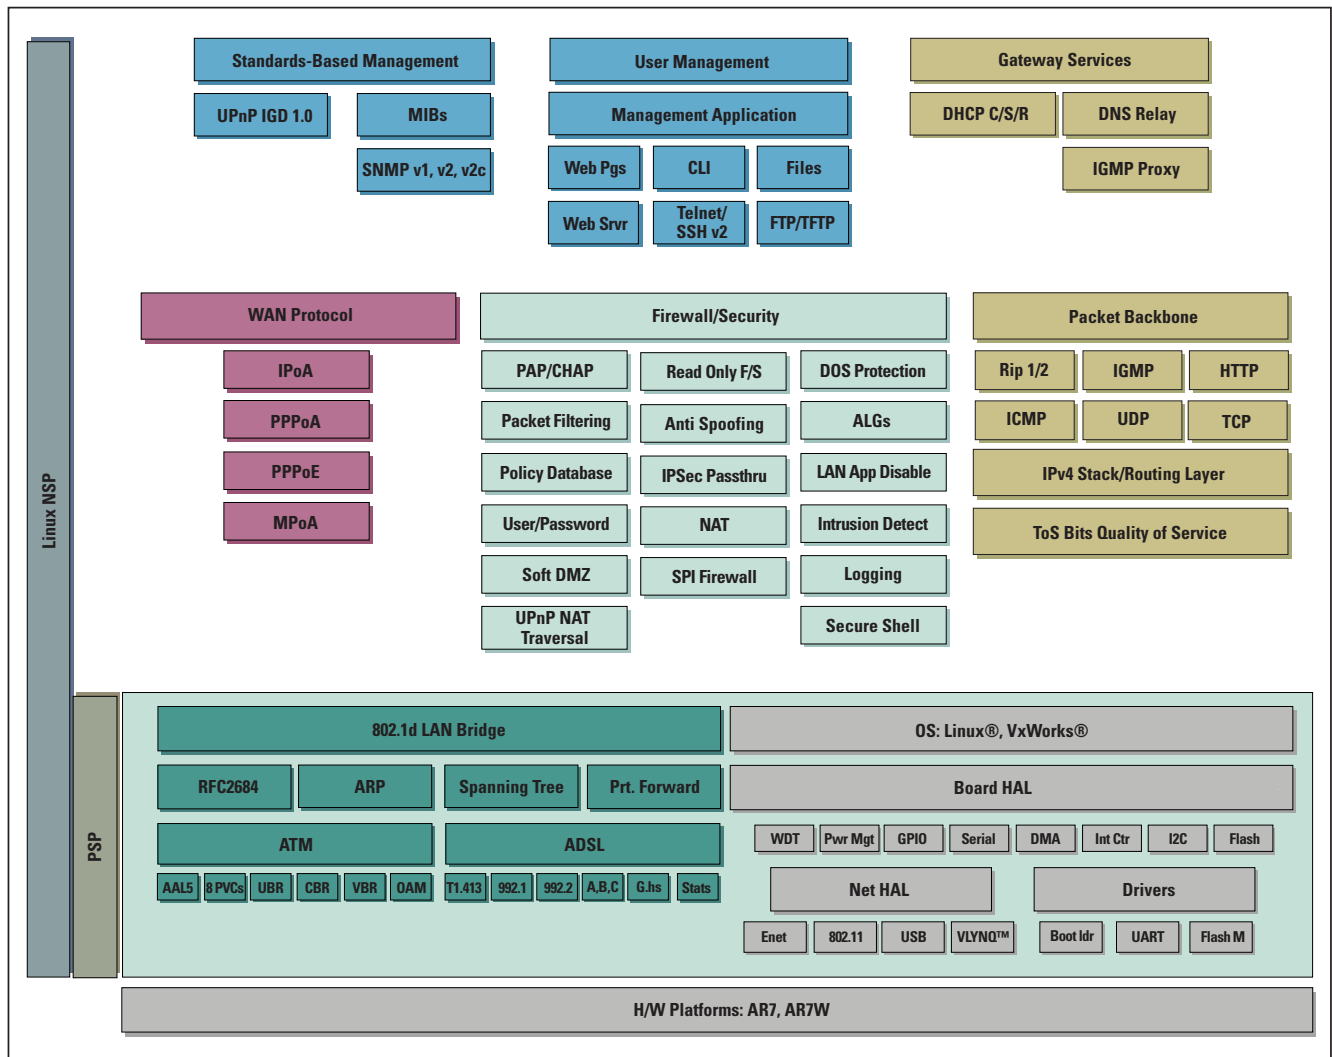 Standards-Based Management
User Management
Gateway Services
UPnP IGD 1.0
MIBs
Management Application
DHCP C/S/R
DNS Relay
SNMP v1, v2, v2c
Web Pgs
CLI
Files
IGMP Proxy
Web Srvr
Telnet/
SSH v2
FTP/TFTP
WAN Protocol
Firewall/Security
Packet Backbone
IPoA
PAP/CHAP
Read Only F/S
DOS Protection
Rip 1/2
IGMP
HTTP
PPPoA
Packet Filtering
Anti Spoofing
ALGs
ICMP
UDP
TCP
PPPoE
Policy Database
IPSec Passthru
LAN App Disable
IPv4 Stack/Routing Layer
MPoA
User/Password
NAT
Intrusion Detect
ToS Bits Quality of Service
Soft DMZ
SPI Firewall
Logging
UPnP NAT
Traversal
Secure Shell
Linux NSP
PSP
802.1d LAN Bridge
OS: Linux®, VxWorks®
RFC2684
ARP
Spanning Tree
Prt. Forward
Board HAL
ATM
ADSL
WDT
Pwr Mgt
GPIO
Serial
DMA
Int Ctr
I2C
Flash
AAL5
8 PVCs
UBR
CBR
VBR
OAM
T1.413
992.1
992.2
A,B,C
G.hs
Stats
Net HAL
Drivers
Enet
802.11
USB
VLYNQ™
Boot ldr
UART
Flash M
H/W Platforms: AR7, AR7W